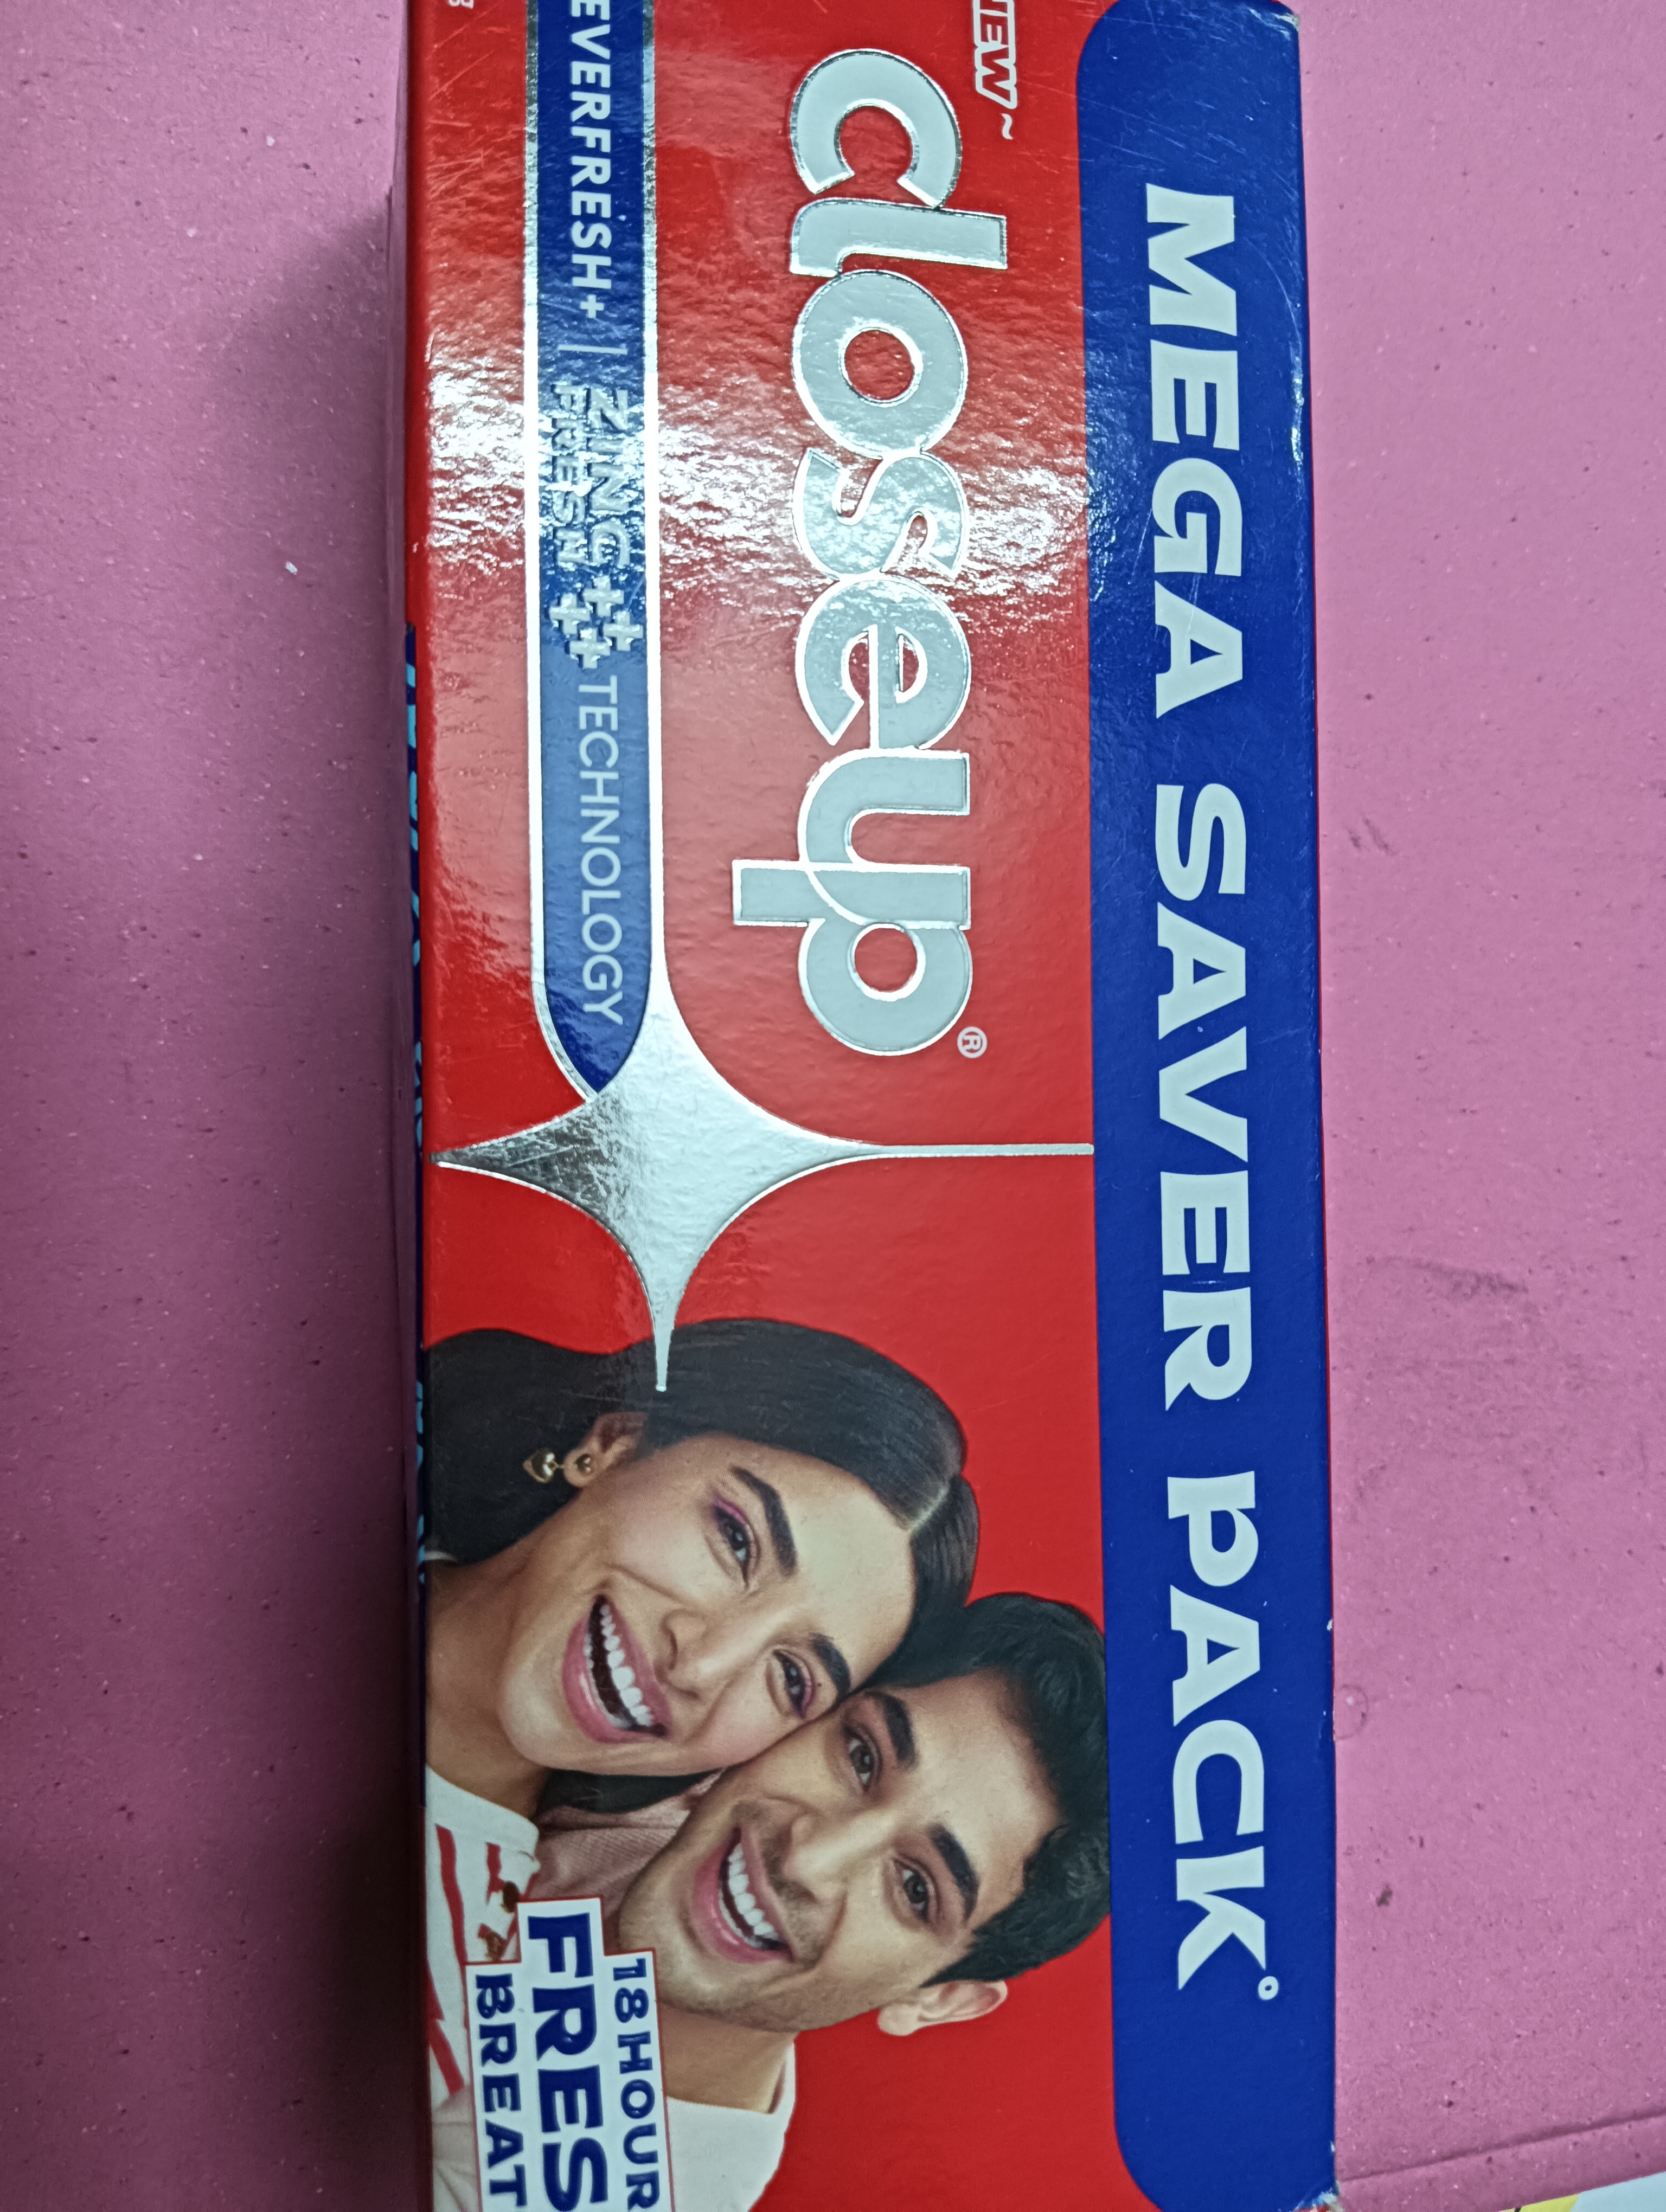 MEGA SAVER PACK°
NEW ~
closeup®
EVERFRESH+ | ZINC +++ TECHNOLOGY
FRESH +++
18 HOUR
FRES
BREAT